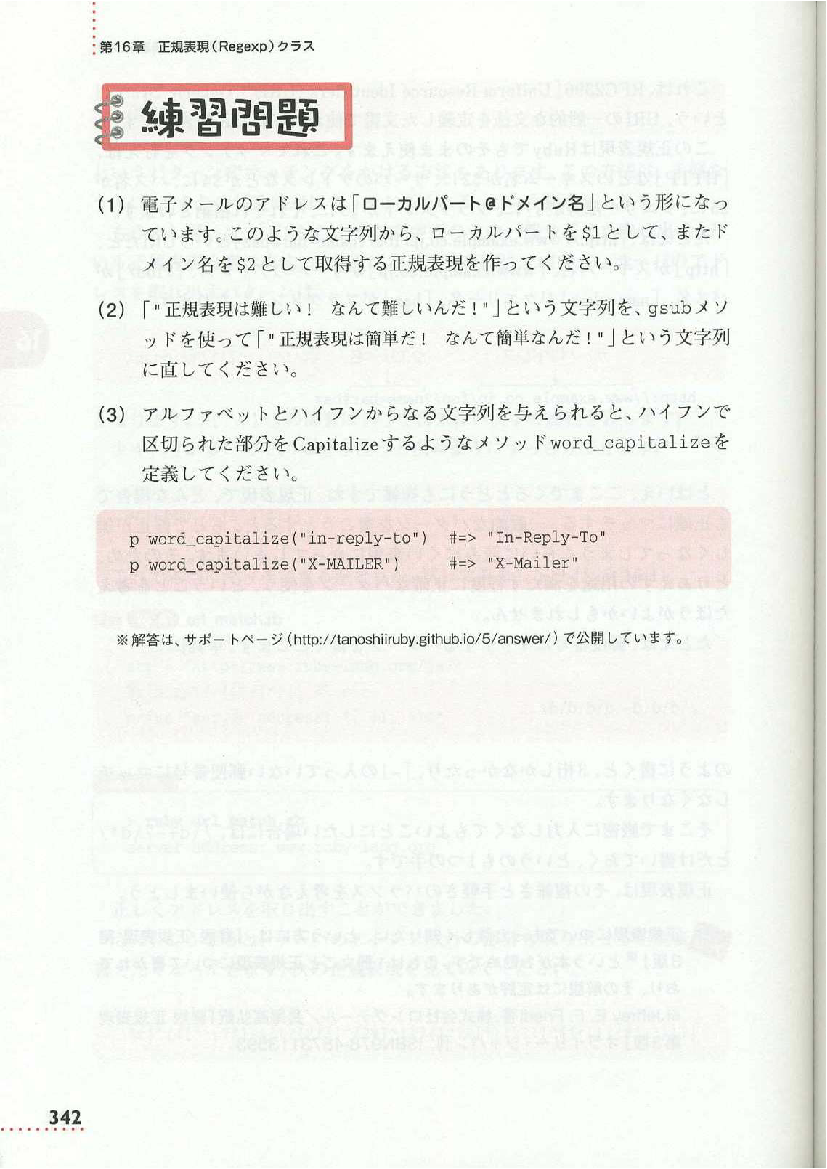 第16章 正規表現(Regexp)クラス
練習問題
(1) 電子メールのアドレスは「ローカルパート@ドメイン名」という形になっ
ています。このような文字列から、ローカルパートを$1として、またド
メイン名を$2として取得する正規表現を作ってください。
(2) 「"正規表現は難しい! なんて難しいんだ!"」という文字列を、gsubメソ
ッドを使って「"正規表現は簡単だ! なんて簡単なんだ!"」という文字列
に直してください。
(3) アルファベットとハイフンからなる文字列を与えられると、ハイフンで
区切られた部分をCapitalizeするようなメソッドword_capitalizeを
定義してください。
p word_capitalize("in-reply-to") #=> "In-Reply-To"
p word_capitalize("X-MAILER") #=> "X-Mailer"
※解答は、サポートページ(http://tanoshiiruby.github.io/5/answer/)で公開しています。
342